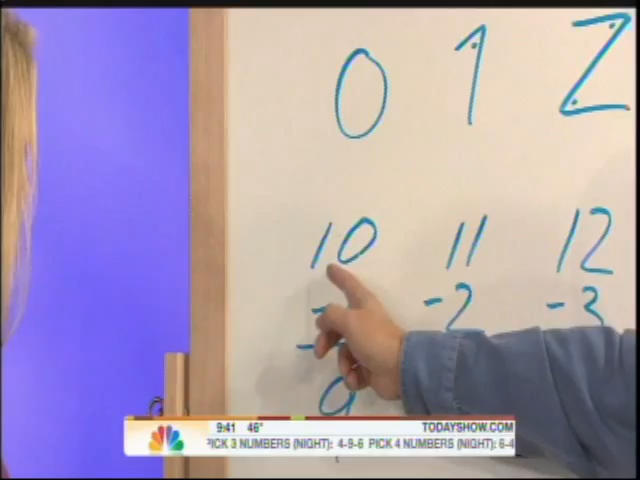 0 1 2
10 11 12
- -2 -3
9
9:41 46° TODAYSHOW.COM
PICK 3 NUMBERS (NIGHT): 4-9-6 PICK 4 NUMBERS (NIGHT): 6-4